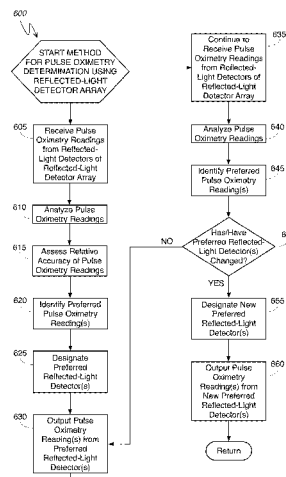 600
START METHOD
FOR PULSE OXIMETRY
DETERMINATION USING
REFLECTED-LIGHT
DETECTOR ARRAY
605
Receive Pulse
Oximetry Readings
from Reflected-
Light Detectors of
Reflected-Light
Detector Array
610
Analyze Pulse
Oximetry Readings
615
Assess Relative
Accuracy of Pulse
Oximetry Readings
620
Identify Preferred
Pulse Oximetry
Reading(s)
625
Designate
Preferred
Reflected-Light
Detector(s)
630
Output Pulse
Oximetry
Reading(s) from
Preferred
Reflected-Light
Detector(s)
635
Continue to
Receive Pulse
Oximetry Readings
from Reflected-
Light Detectors of
Reflected-Light
Detector Array
640
Analyze Pulse
Oximetry Readings
645
Identify Preferred
Pulse Oximetry
Reading(s)
Has/Have
Preferred Reflected-
Light Detector(s)
Changed?
NO
YES
655
Designate New
Preferred
Reflected-Light
Detector(s)
660
Output Pulse
Oximetry
Reading(s) from
New Preferred
Reflected-Light
Detector(s)
Return